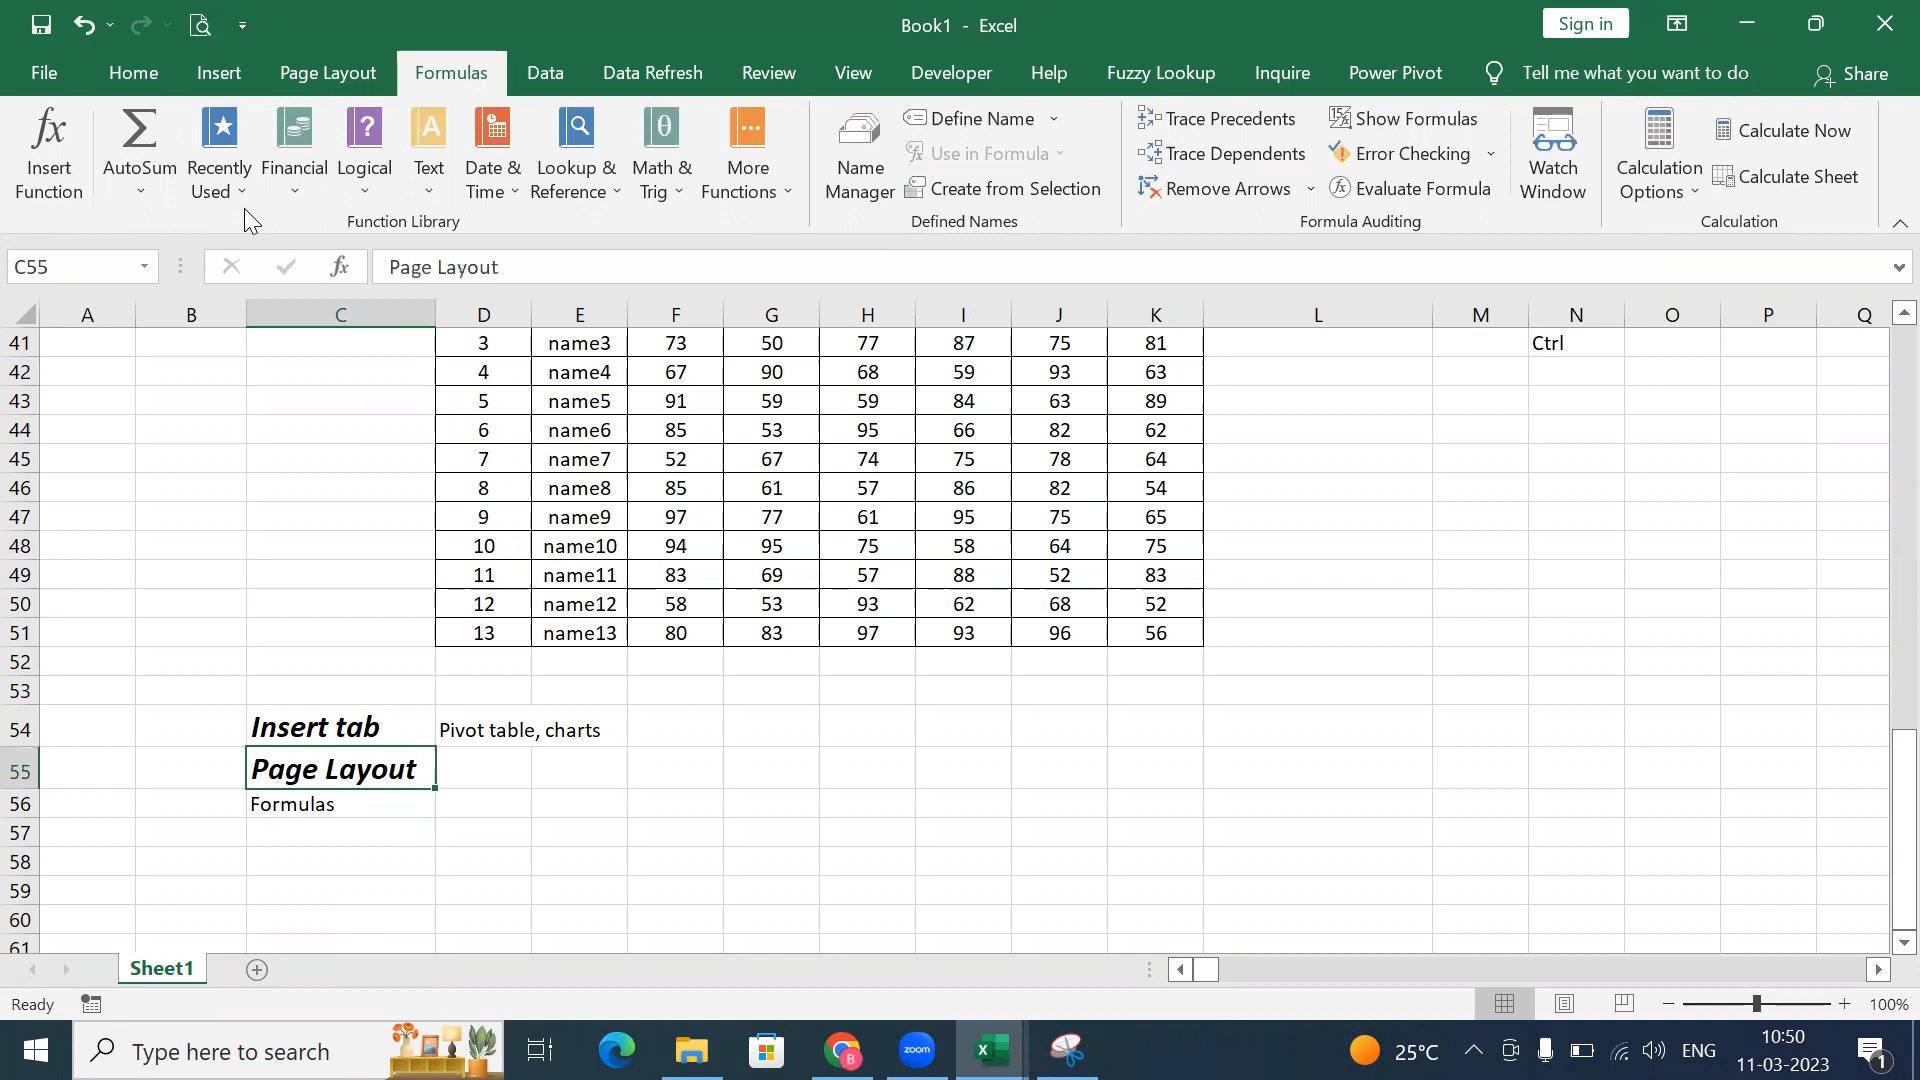 Book1 - Excel
Sign in
File Home Insert Page Layout Formulas Data Data Refresh Review View Developer Help Fuzzy Lookup Inquire Power Pivot Tell me what you want to do Share
Insert Function
AutoSum
Recently Used
Financial
Logical
Text
Date & Time
Lookup & Reference
Math & Trig
More Functions
Function Library
Name Manager
Define Name
Use in Formula
Create from Selection
Defined Names
Trace Precedents
Trace Dependents
Remove Arrows
Show Formulas
Error Checking
Evaluate Formula
Formula Auditing
Watch Window
Calculation Options
Calculate Now
Calculate Sheet
Calculation
C55 fx Page Layout
A B C D E F G H I J K L M N O P Q
41 3 name3 73 50 77 87 75 81 Ctrl
42 4 name4 67 90 68 59 93 63
43 5 name5 91 59 59 84 63 89
44 6 name6 85 53 95 66 82 62
45 7 name7 52 67 74 75 78 64
46 8 name8 85 61 57 86 82 54
47 9 name9 97 77 61 95 75 65
48 10 name10 94 95 75 58 64 75
49 11 name11 83 69 57 88 52 83
50 12 name12 58 53 93 62 68 52
51 13 name13 80 83 97 93 96 56
52
53
54 Insert tab Pivot table, charts
55 Page Layout
56 Formulas
57
58
59
60
61
Sheet1
Ready 100%
Type here to search zoom 25°C ENG 10:50
11-03-2023 1